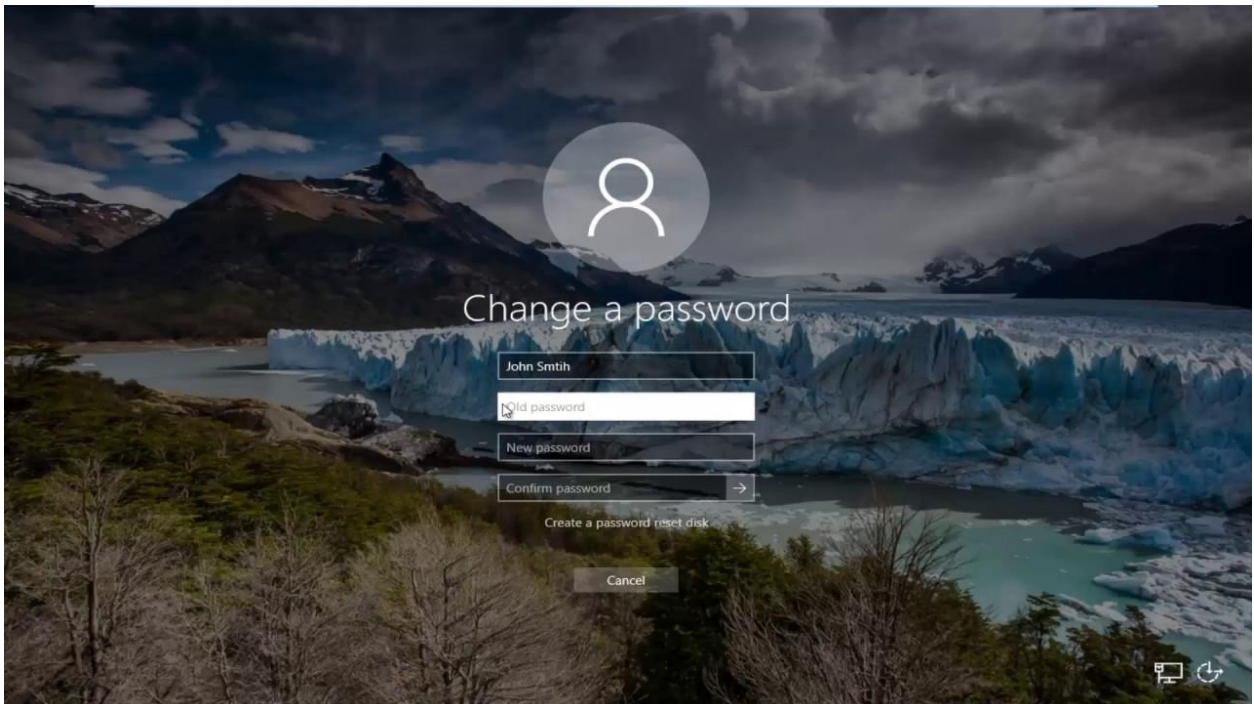 Change a password
John Smtih
Old password
New password
Confirm password
Create a password reset disk
Cancel